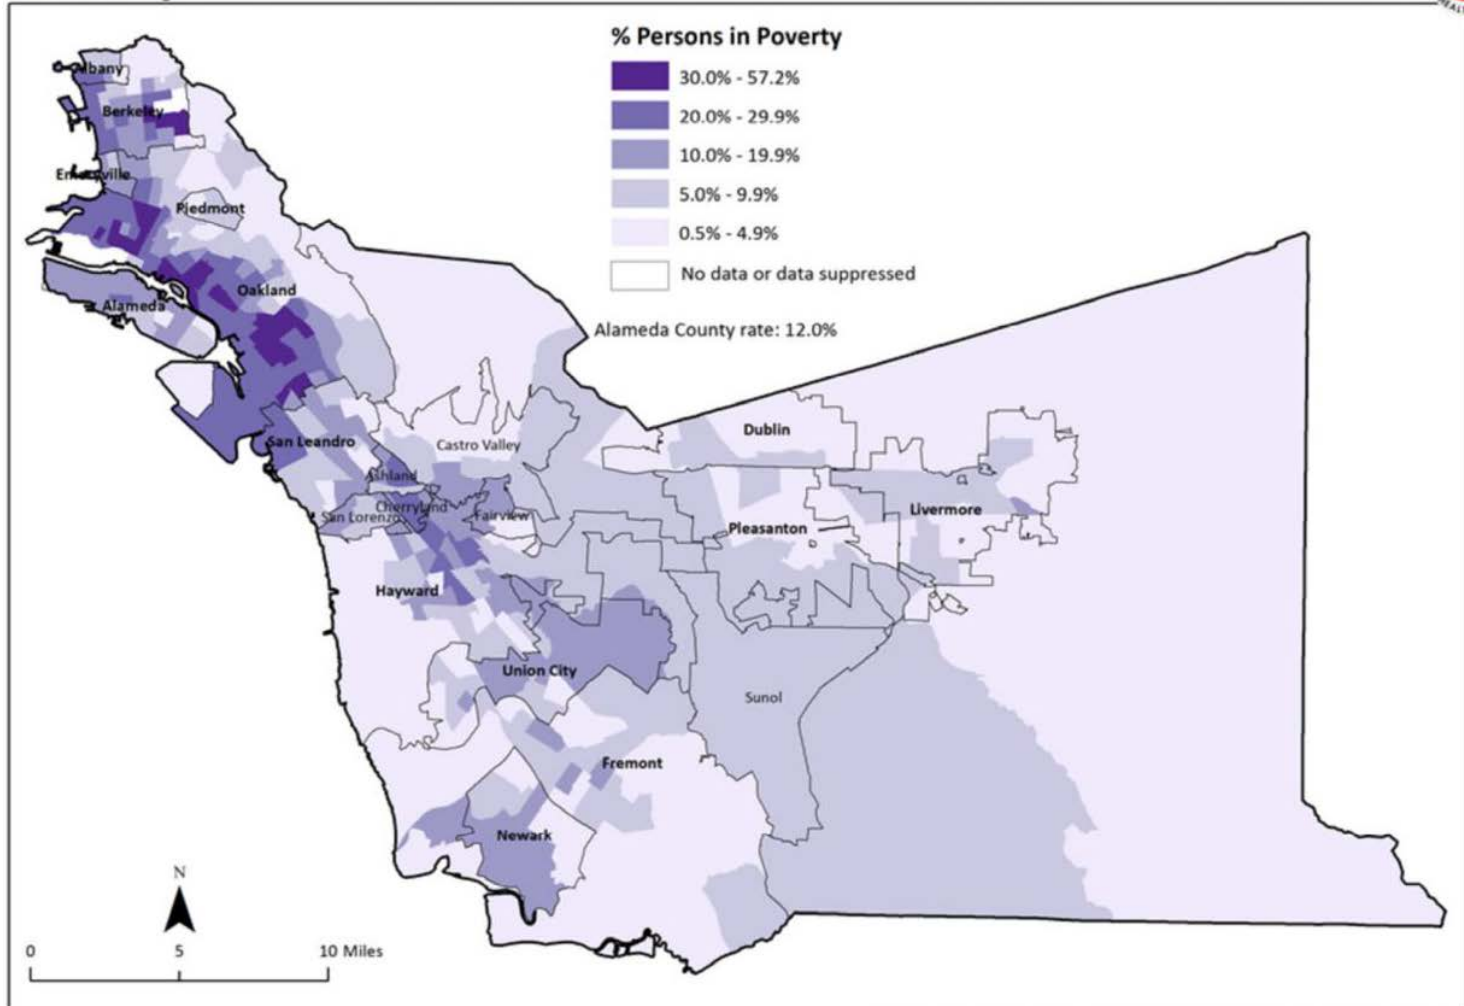 % Persons in Poverty
30.0% - 57.2%
20.0% - 29.9%
10.0% - 19.9%
5.0% - 9.9%
0.5% - 4.9%
No data or data suppressed
Alameda County rate: 12.0%
Albany
Berkeley
Emeryville
Piedmont
Oakland
Alameda
San Leandro
Castro Valley
Dublin
Ashland
Cherryland
San Lorenzo
Fairview
Livermore
Pleasanton
Hayward
Union City
Sunol
Fremont
Newark
N
0 5 10 Miles